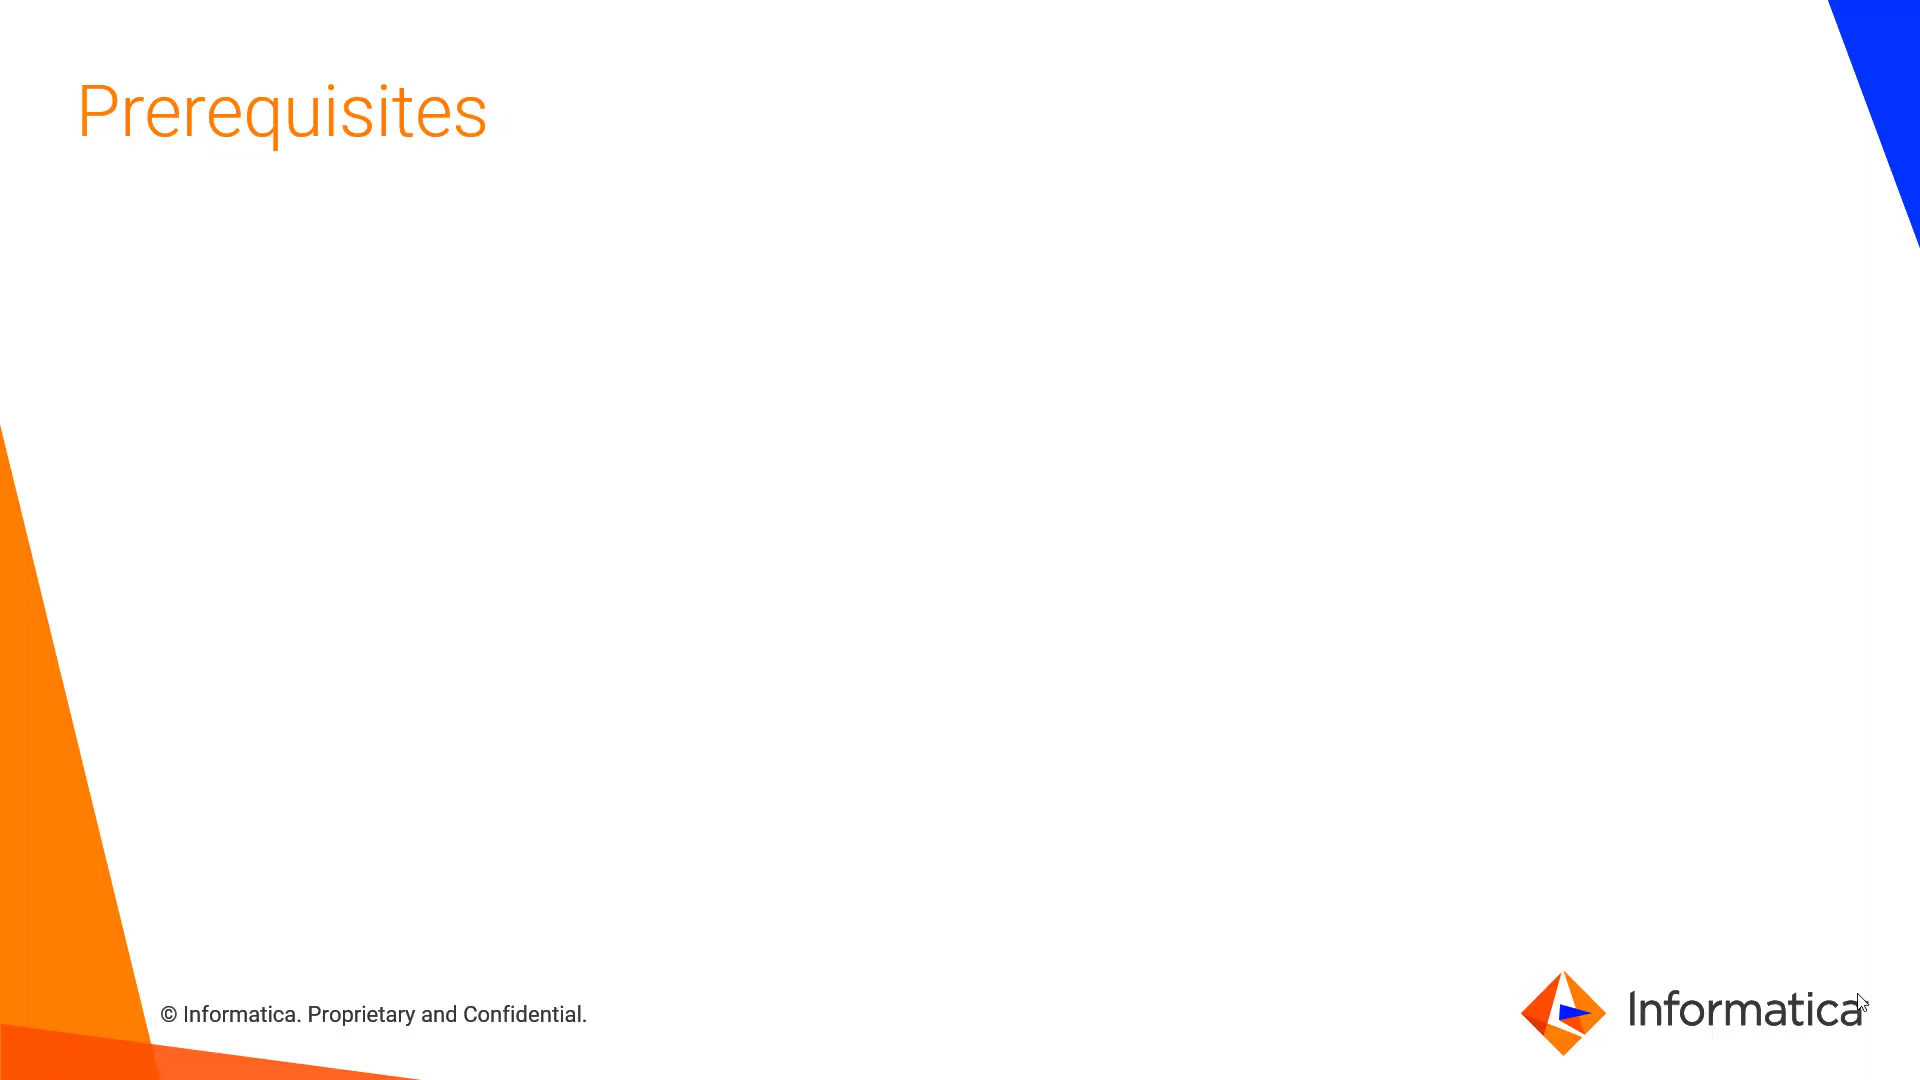 Prerequisites
© Informatica. Proprietary and Confidential.
Informatica